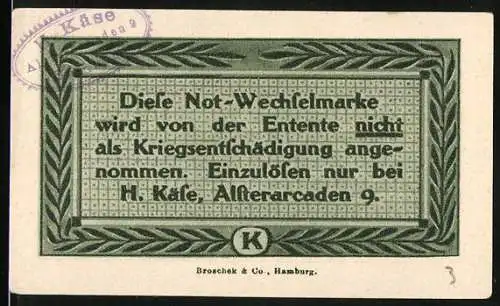 Käse
Dieſe Not-Wechſelmarke
wird von der Entente nicht
als Kriegsentſchädigung ange-
nommen. Einzulöſen nur bei
H. Käſe, Alſterarcaden 9.
K
Broschek & Co., Hamburg.
3